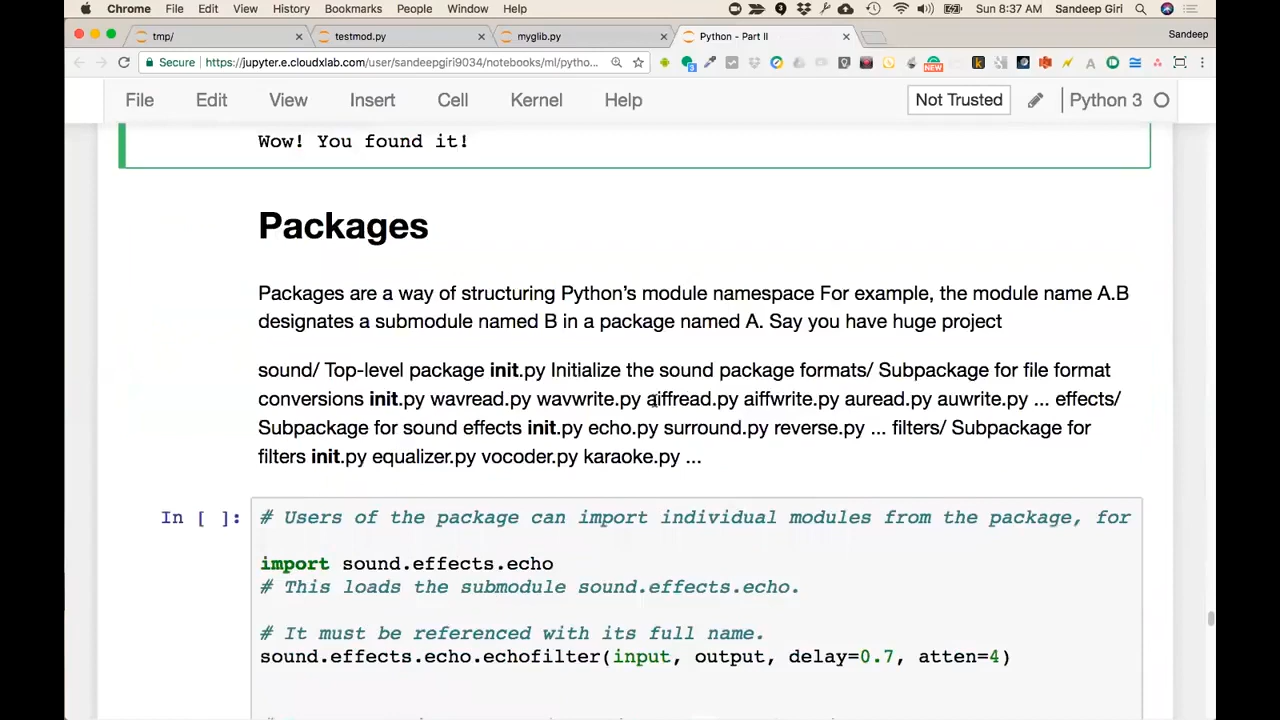 Chrome File Edit View History Bookmarks People Window Help Sun 8:37 AM Sandeep Giri
tmp/ testmod.py myglib.py Python - Part II Sandeep
Secure https://jupyter.e.cloudxlab.com/user/sandeepgiri9034/notebooks/ml/pytho...
NEW
File Edit View Insert Cell Kernel Help Not Trusted Python 3
Wow! You found it!
Packages
Packages are a way of structuring Python’s module namespace For example, the module name A.B
designates a submodule named B in a package named A. Say you have huge project
sound/ Top-level package init.py Initialize the sound package formats/ Subpackage for file format
conversions init.py wavread.py wavwrite.py aiffread.py aiffwrite.py auread.py auwrite.py ... effects/
Subpackage for sound effects init.py echo.py surround.py reverse.py ... filters/ Subpackage for
filters init.py equalizer.py vocoder.py karaoke.py ...
In [ ]: # Users of the package can import individual modules from the package, for
import sound.effects.echo
# This loads the submodule sound.effects.echo.
# It must be referenced with its full name.
sound.effects.echo.echofilter(input, output, delay=0.7, atten=4)